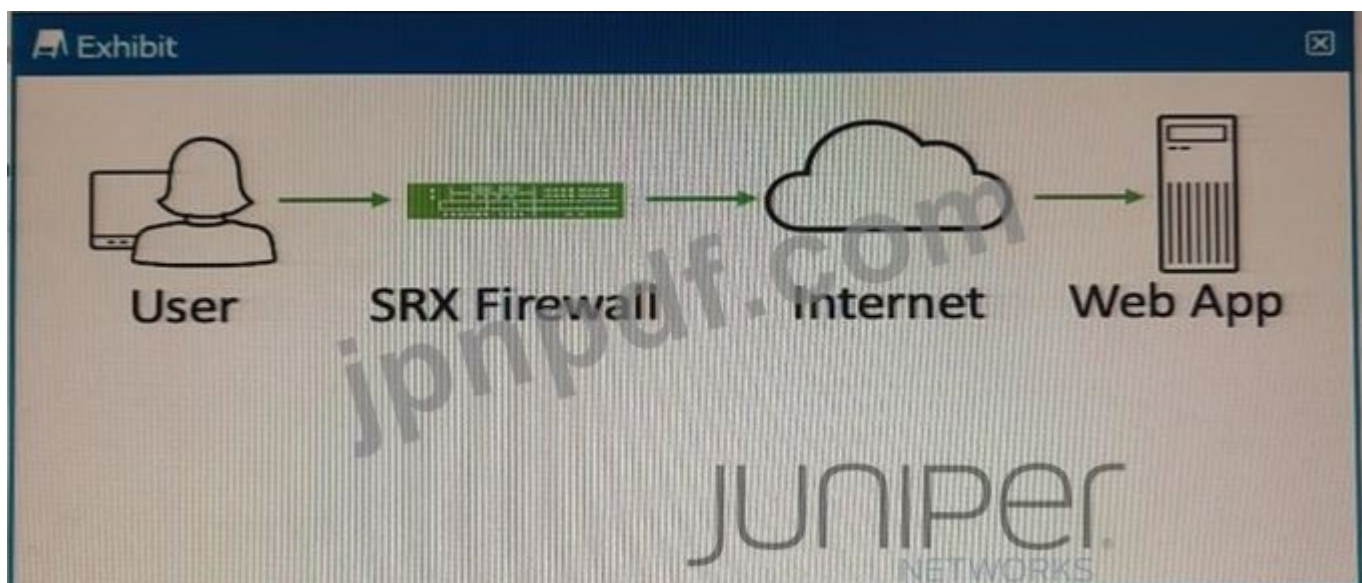 Exhibit
User
SRX Firewall
Internet
Web App
jpnpdf.com
JUNIPER
NETWORKS